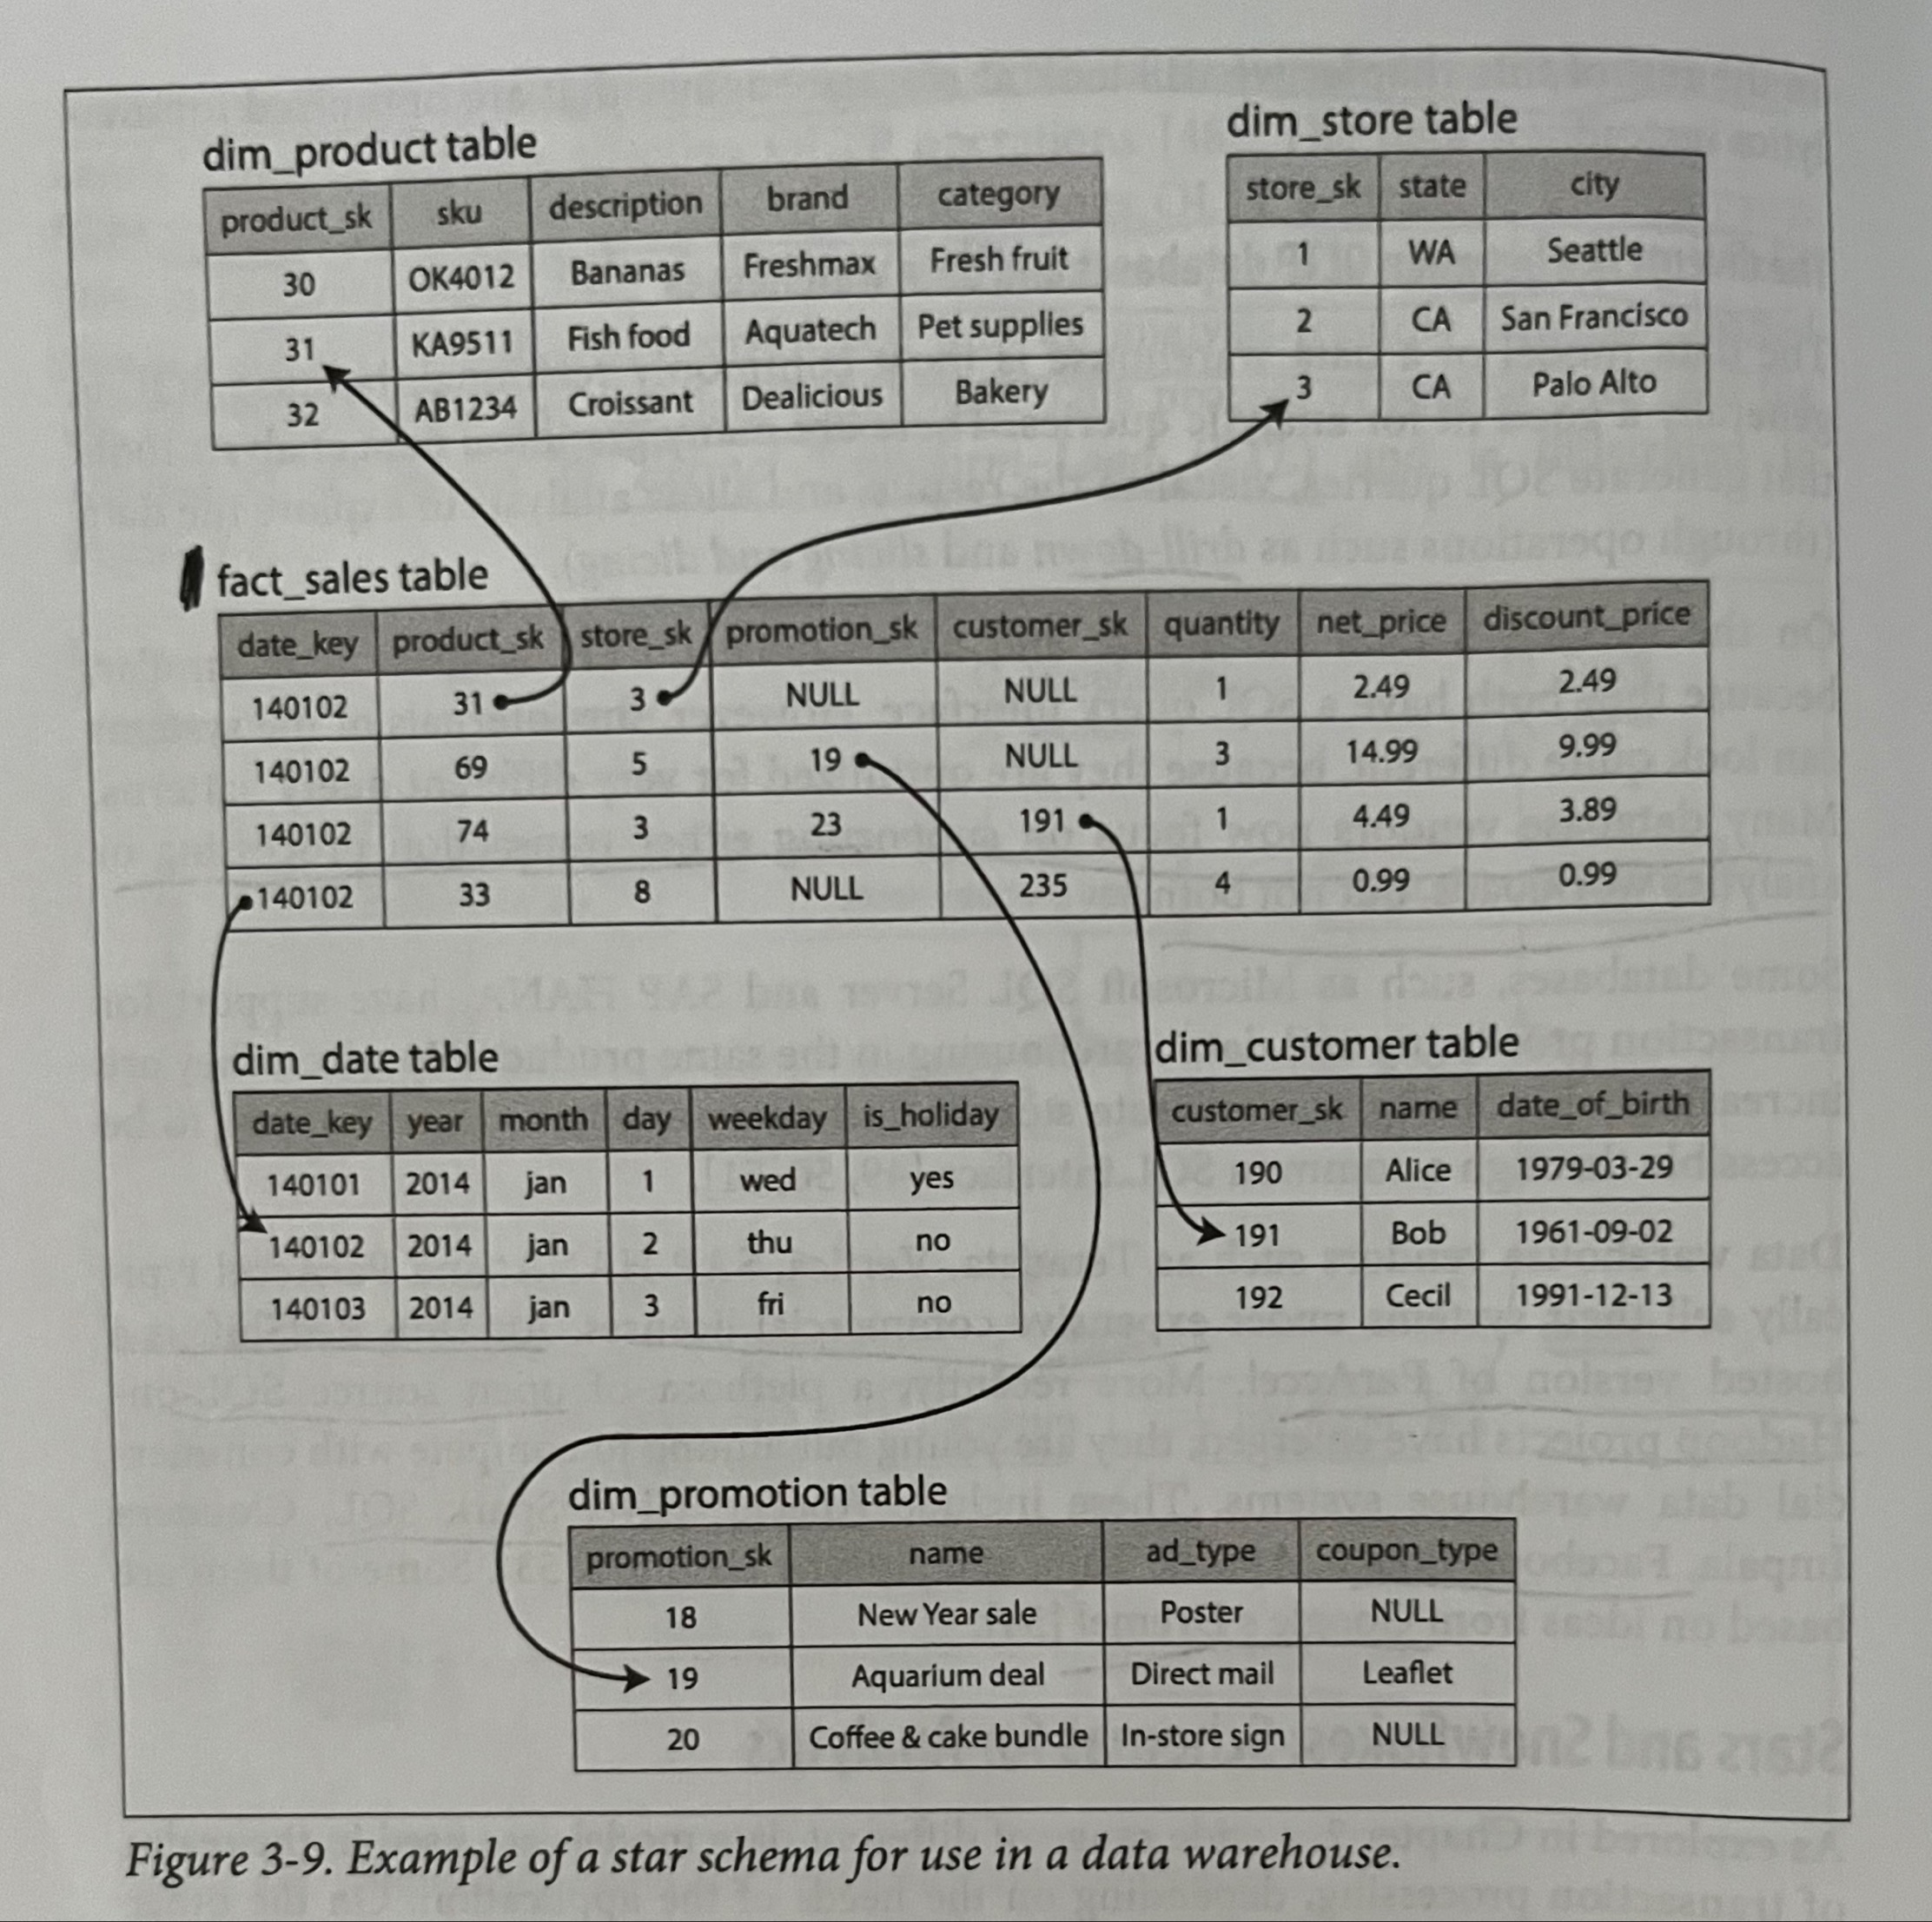 dim_product table
product_sk sku description brand category
30 OK4012 Bananas Freshmax Fresh fruit
31 KA9511 Fish food Aquatech Pet supplies
32 AB1234 Croissant Dealicious Bakery
dim_store table
store_sk state city
1 WA Seattle
2 CA San Francisco
3 CA Palo Alto
fact_sales table
date_key product_sk store_sk promotion_sk customer_sk quantity net_price discount_price
140102 31 3 NULL NULL 1 2.49 2.49
140102 69 5 19 NULL 3 14.99 9.99
140102 74 3 23 191 1 4.49 3.89
140102 33 8 NULL 235 4 0.99 0.99
dim_date table
date_key year month day weekday is_holiday
140101 2014 jan 1 wed yes
140102 2014 jan 2 thu no
140103 2014 jan 3 fri no
dim_customer table
customer_sk name date_of_birth
190 Alice 1979-03-29
191 Bob 1961-09-02
192 Cecil 1991-12-13
dim_promotion table
promotion_sk name ad_type coupon_type
18 New Year sale Poster NULL
19 Aquarium deal Direct mail Leaflet
20 Coffee & cake bundle In-store sign NULL
Figure 3-9. Example of a star schema for use in a data warehouse.